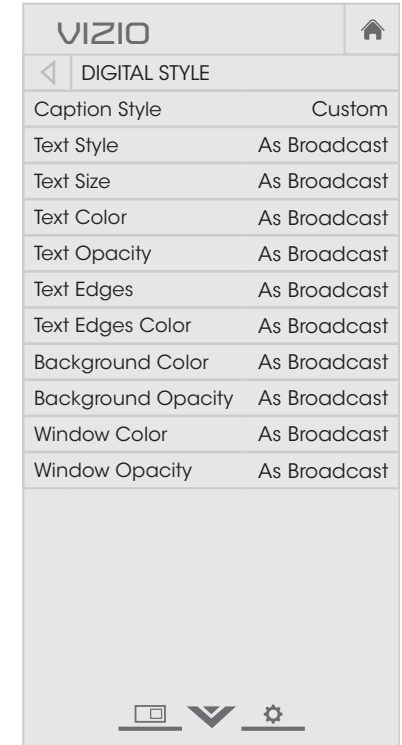 VIZIO
DIGITAL STYLE
Caption Style Custom
Text Style As Broadcast
Text Size As Broadcast
Text Color As Broadcast
Text Opacity As Broadcast
Text Edges As Broadcast
Text Edges Color As Broadcast
Background Color As Broadcast
Background Opacity As Broadcast
Window Color As Broadcast
Window Opacity As Broadcast